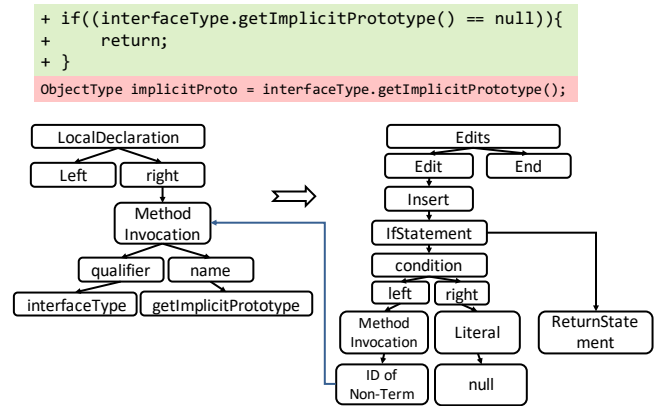 + if((interfaceType.getImplicitPrototype() == null)){
+     return;
+ }
ObjectType implicitProto = interfaceType.getImplicitPrototype();
LocalDeclaration
Left
right
Method
Invocation
qualifier
name
interfaceType
getImplicitPrototype
Edits
Edit
End
Insert
IfStatement
condition
left
right
Method
Invocation
Literal
ReturnState
ment
ID of
Non-Term
null